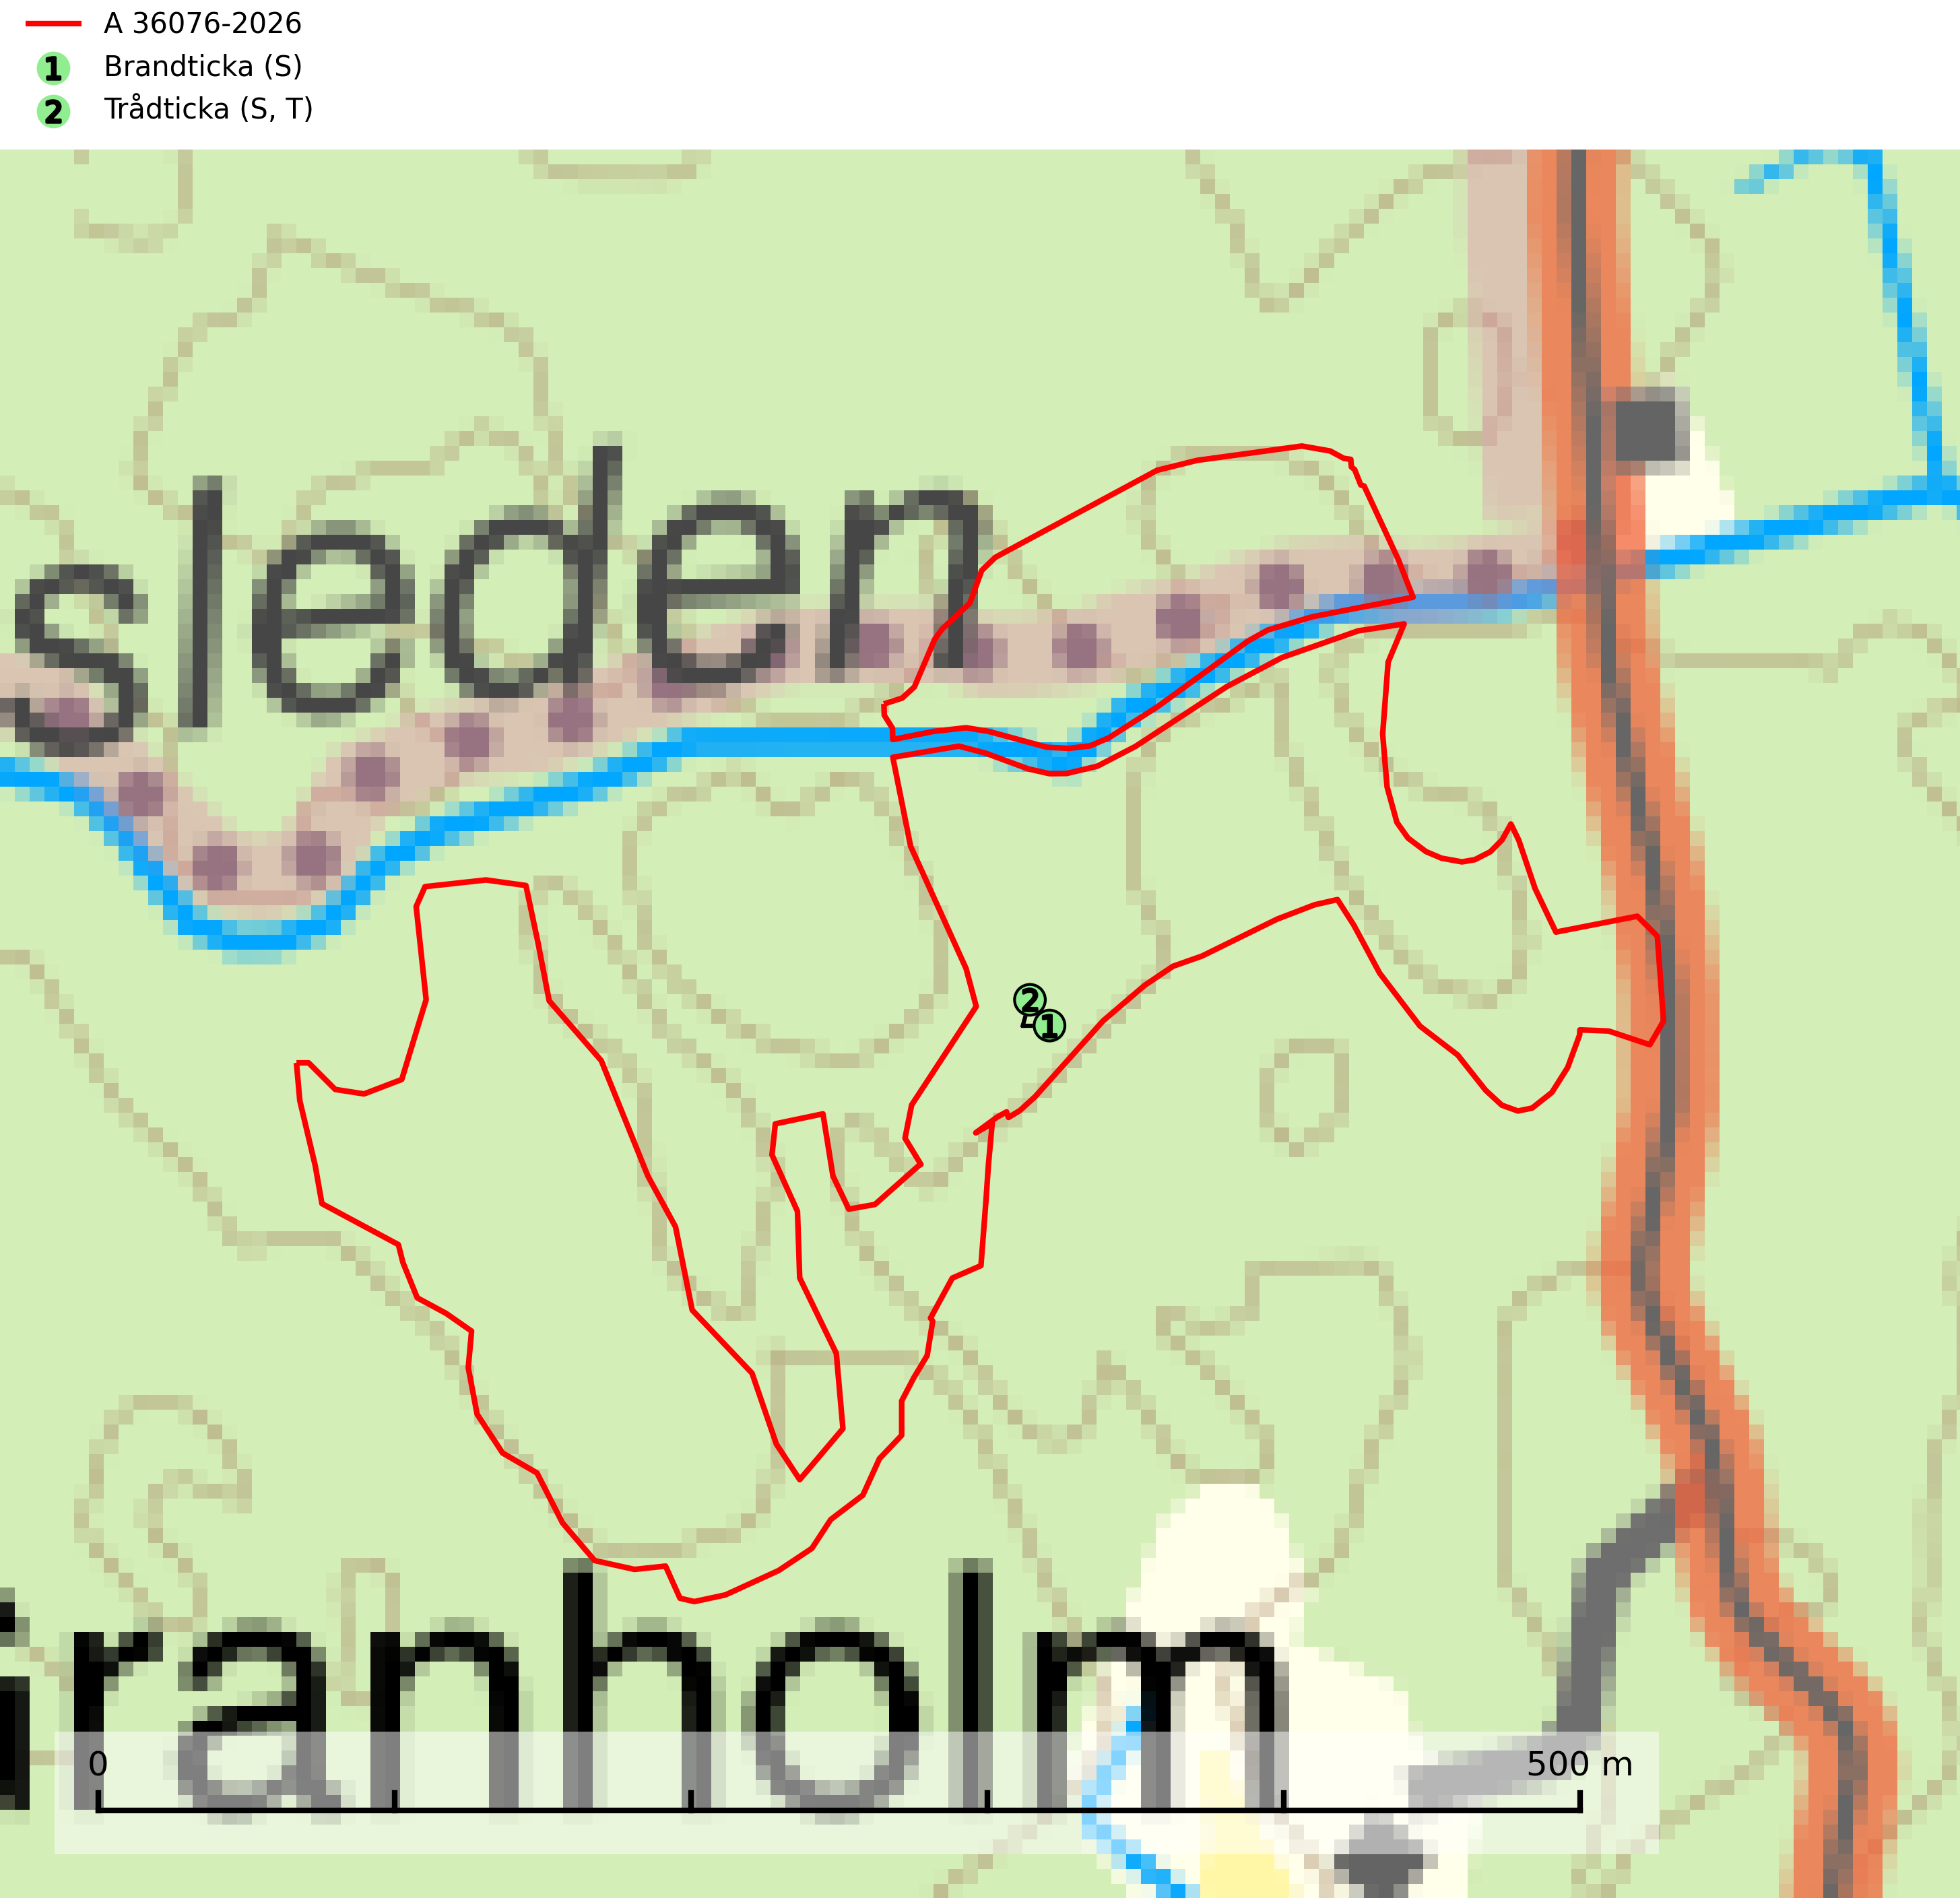 A 36076-2026
1 Brandticka (S)
2 Trådticka (S, T)
sleden
2
1
ranholm
0 500 m